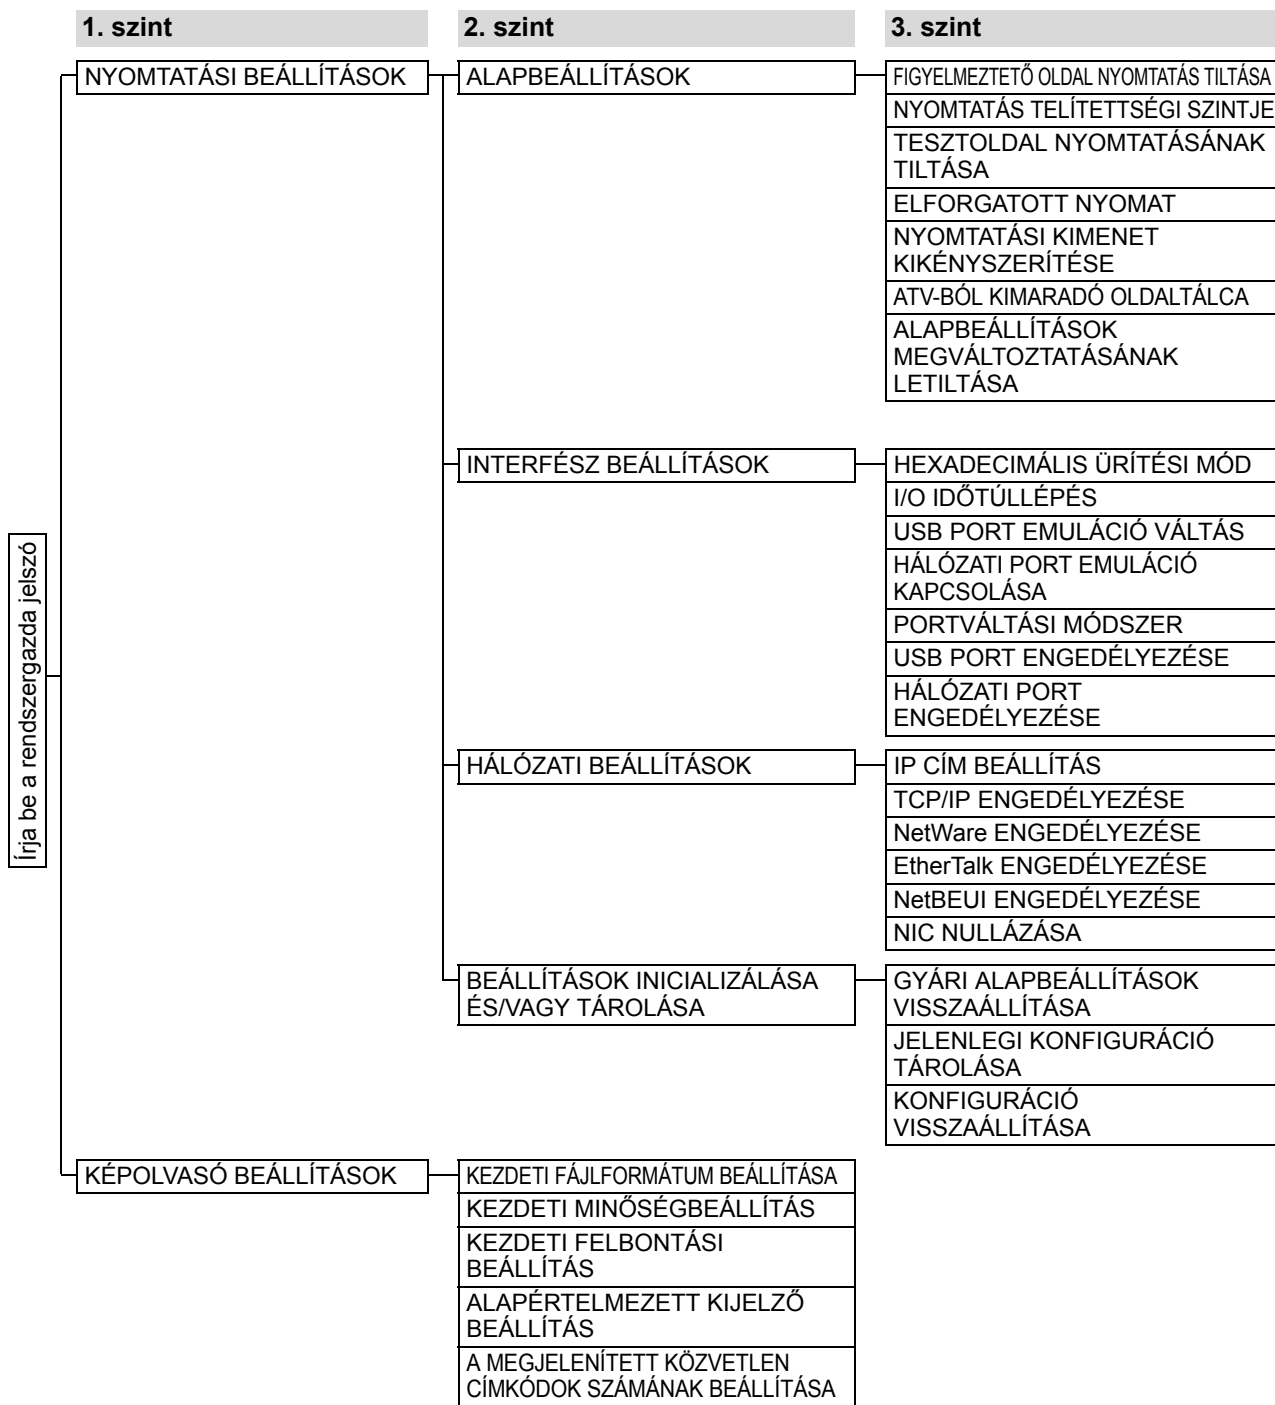 1. szint
2. szint
3. szint
Írja be a rendszergazda jelszó
NYOMTATÁSI BEÁLLÍTÁSOK
ALAPBEÁLLÍTÁSOK
FIGYELMEZTETŐ OLDAL NYOMTATÁS TILTÁSA
NYOMTATÁS TELÍTETTSÉGI SZINTJE
TESZTOLDAL NYOMTATÁSÁNAK
TILTÁSA
ELFORGATOTT NYOMAT
NYOMTATÁSI KIMENET
KIKÉNYSZERÍTÉSE
ATV-BÓL KIMARADÓ OLDALTÁLCA
ALAPBEÁLLÍTÁSOK
MEGVÁLTOZTATÁSÁNAK
LETILTÁSA
INTERFÉSZ BEÁLLÍTÁSOK
HEXADECIMÁLIS ÜRÍTÉSI MÓD
I/O IDŐTÚLLÉPÉS
USB PORT EMULÁCIÓ VÁLTÁS
HÁLÓZATI PORT EMULÁCIÓ
KAPCSOLÁSA
PORTVÁLTÁSI MÓDSZER
USB PORT ENGEDÉLYEZÉSE
HÁLÓZATI PORT
ENGEDÉLYEZÉSE
HÁLÓZATI BEÁLLÍTÁSOK
IP CÍM BEÁLLÍTÁS
TCP/IP ENGEDÉLYEZÉSE
NetWare ENGEDÉLYEZÉSE
EtherTalk ENGEDÉLYEZÉSE
NetBEUI ENGEDÉLYEZÉSE
NIC NULLÁZÁSA
BEÁLLÍTÁSOK INICIALIZÁLÁSA
ÉS/VAGY TÁROLÁSA
GYÁRI ALAPBEÁLLÍTÁSOK
VISSZAÁLLÍTÁSA
JELENLEGI KONFIGURÁCIÓ
TÁROLÁSA
KONFIGURÁCIÓ
VISSZAÁLLÍTÁSA
KÉPOLVASÓ BEÁLLÍTÁSOK
KEZDETI FÁJLFORMÁTUM BEÁLLÍTÁSA
KEZDETI MINŐSÉGBEÁLLÍTÁS
KEZDETI FELBONTÁSI
BEÁLLÍTÁS
ALAPÉRTELMEZETT KIJELZŐ
BEÁLLÍTÁS
A MEGJELENÍTETT KÖZVETLEN
CÍMKÓDOK SZÁMÁNAK BEÁLLÍTÁSA